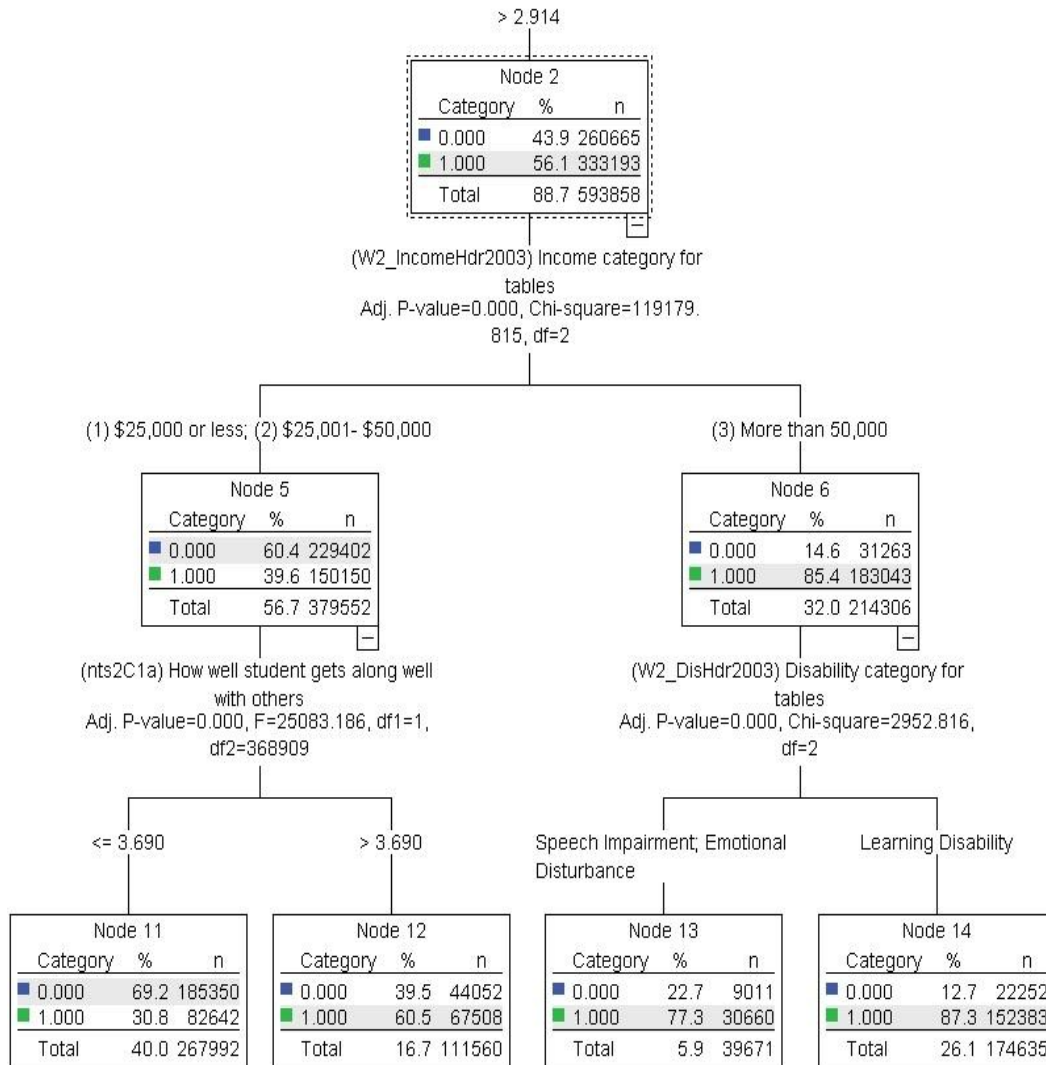 > 2.914
Node 2
Category % n
0.000 43.9 260665
1.000 56.1 333193
Total 88.7 593858
(W2_IncomeHdr2003) Income category for
tables
Adj. P-value=0.000, Chi-square=119179.
815, df=2
(1) $25,000 or less; (2) $25,001- $50,000
(3) More than 50,000
Node 5
Category % n
0.000 60.4 229402
1.000 39.6 150150
Total 56.7 379552
Node 6
Category % n
0.000 14.6 31263
1.000 85.4 183043
Total 32.0 214306
(nts2C1a) How well student gets along well
with others
Adj. P-value=0.000, F=25083.186, df1=1,
df2=368909
(W2_DisHdr2003) Disability category for
tables
Adj. P-value=0.000, Chi-square=2952.816,
df=2
<= 3.690
> 3.690
Speech Impairment; Emotional
Disturbance
Learning Disability
Node 11
Category % n
0.000 69.2 185350
1.000 30.8 82642
Total 40.0 267992
Node 12
Category % n
0.000 39.5 44052
1.000 60.5 67508
Total 16.7 111560
Node 13
Category % n
0.000 22.7 9011
1.000 77.3 30660
Total 5.9 39671
Node 14
Category % n
0.000 12.7 22252
1.000 87.3 152383
Total 26.1 174635